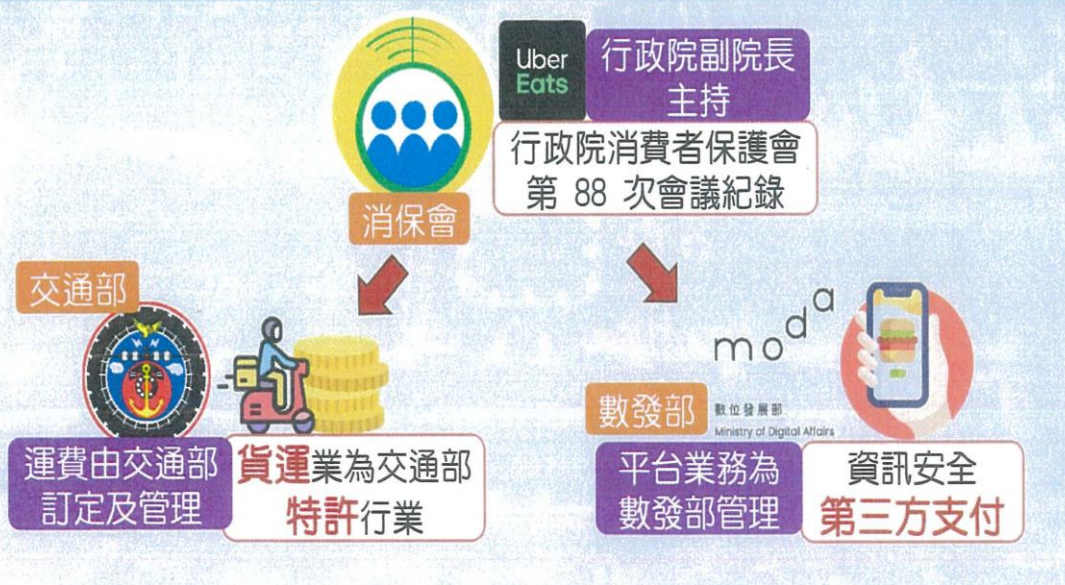 Uber
Eats
行政院副院長
主持
行政院消費者保護會
第 88 次會議紀錄
消保會
交通部
運費由交通部
訂定及管理
貨運業為交通部
特許行業
moda
數位發展部
Ministry of Digital Affairs
數發部
平台業務為
數發部管理
資訊安全
第三方支付